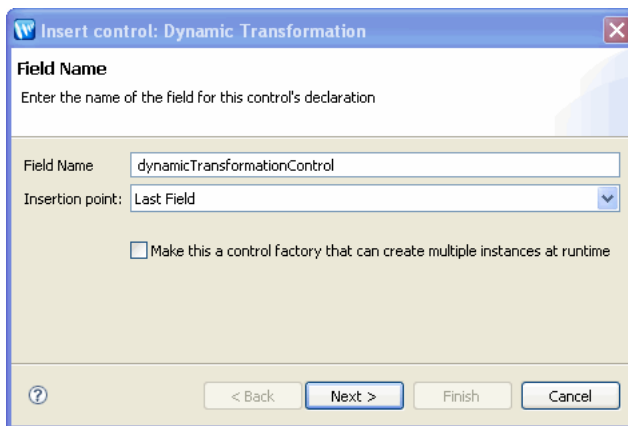 Insert control: Dynamic Transformation
Field Name
Enter the name of the field for this control's declaration
Field Name dynamicTransformationControl
Insertion point: Last Field
Make this a control factory that can create multiple instances at runtime
? < Back Next > Finish Cancel